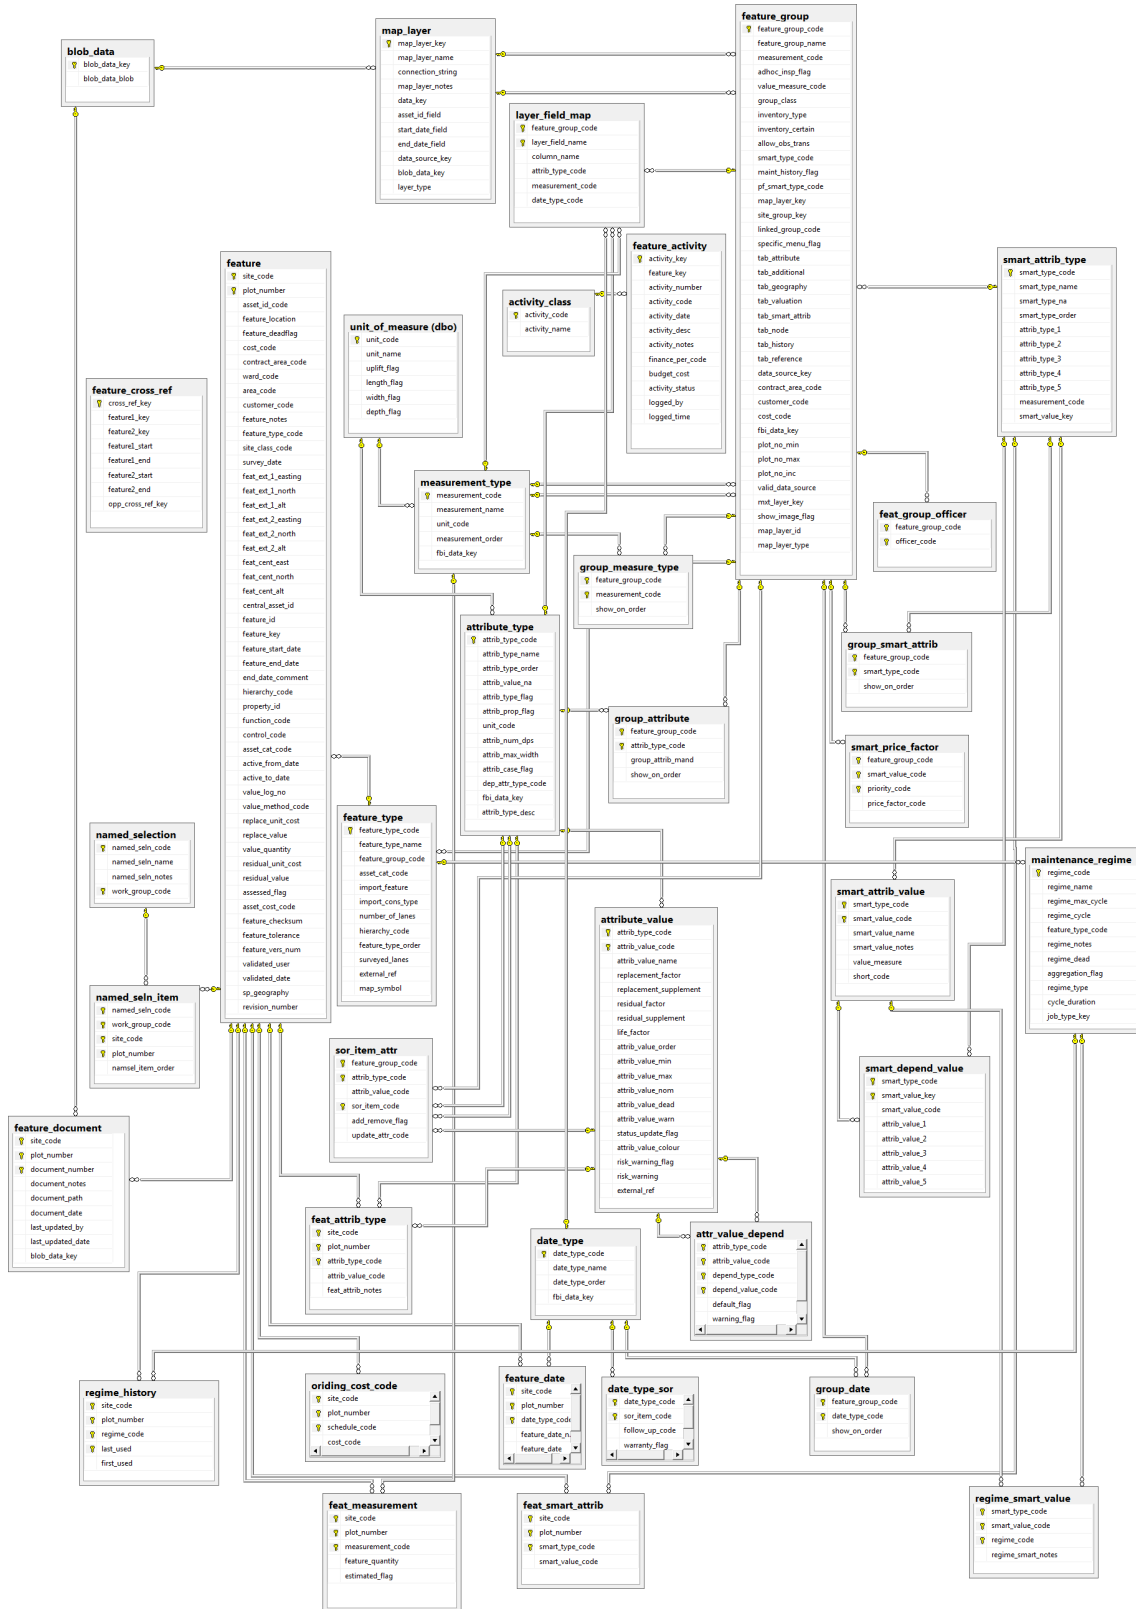 blob_data
blob_data_key
blob_data_blob
map_layer
map_layer_key
map_layer_name
connection_string
map_layer_notes
data_key
asset_id_field
start_date_field
end_date_field
data_source_key
blob_data_key
layer_type
feature_group
feature_group_code
feature_group_name
measurement_code
adhoc_insp_flag
value_measure_code
group_class
inventory_type
inventory_certain
allow_obs_trans
smart_type_code
maint_history_flag
pf_smart_type_code
map_layer_key
site_group_key
linked_group_code
specific_menu_flag
tab_attribute
tab_additional
tab_geography
tab_valuation
tab_smart_attrib
tab_node
tab_history
tab_reference
data_source_key
contract_area_code
customer_code
cost_code
fbi_data_key
plot_no_min
plot_no_max
plot_no_inc
valid_data_source
mxt_layer_key
show_image_flag
map_layer_id
map_layer_type
layer_field_map
feature_group_code
layer_field_name
column_name
attrib_type_code
measurement_code
date_type_code
feature_activity
activity_key
feature_key
activity_number
activity_code
activity_date
activity_desc
activity_notes
finance_per_code
budget_cost
activity_status
logged_by
logged_time
activity_class
activity_code
activity_name
smart_attrib_type
smart_type_code
smart_type_name
smart_type_na
smart_type_order
attrib_type_1
attrib_type_2
attrib_type_3
attrib_type_4
attrib_type_5
measurement_code
smart_value_key
feature
site_code
plot_number
asset_id_code
feature_location
feature_deadflag
cost_code
contract_area_code
ward_code
area_code
customer_code
feature_notes
feature_type_code
site_class_code
survey_date
feat_ext_1_easting
feat_ext_1_north
feat_ext_1_alt
feat_ext_2_easting
feat_ext_2_north
feat_ext_2_alt
feat_cent_east
feat_cent_north
feat_cent_alt
central_asset_id
feature_id
feature_key
feature_start_date
feature_end_date
end_date_comment
hierarchy_code
property_id
function_code
control_code
asset_cat_code
active_from_date
active_to_date
value_log_no
value_method_code
replace_unit_cost
replace_value
value_quantity
residual_unit_cost
residual_value
assessed_flag
asset_cost_code
feature_checksum
feature_tolerance
feature_vers_num
validated_user
validated_date
sp_geography
revision_number
unit_of_measure (dbo)
unit_code
unit_name
uplift_flag
length_flag
width_flag
depth_flag
feature_cross_ref
cross_ref_key
feature1_key
feature2_key
feature1_start
feature1_end
feature2_start
feature2_end
opp_cross_ref_key
measurement_type
measurement_code
measurement_name
unit_code
measurement_order
fbi_data_key
feat_group_officer
feature_group_code
officer_code
group_measure_type
feature_group_code
measurement_code
show_on_order
attribute_type
attrib_type_code
attrib_type_name
attrib_type_order
attrib_value_na
attrib_type_flag
attrib_prop_flag
unit_code
attrib_num_dps
attrib_max_width
attrib_case_flag
dep_attr_type_code
fbi_data_key
attrib_type_desc
group_smart_attrib
feature_group_code
smart_type_code
show_on_order
group_attribute
feature_group_code
attrib_type_code
group_attrib_mand
show_on_order
smart_price_factor
feature_group_code
smart_value_code
priority_code
price_factor_code
feature_type
feature_type_code
feature_type_name
feature_group_code
asset_cat_code
import_feature
import_cons_type
number_of_lanes
hierarchy_code
feature_type_order
surveyed_lanes
external_ref
map_symbol
named_selection
named_seln_code
named_seln_name
named_seln_notes
work_group_code
maintenance_regime
regime_code
regime_name
regime_max_cycle
regime_cycle
feature_type_code
regime_notes
regime_dead
aggregation_flag
regime_type
cycle_duration
job_type_key
smart_attrib_value
smart_type_code
smart_value_code
smart_value_name
smart_value_notes
value_measure
short_code
attribute_value
attrib_type_code
attrib_value_code
attrib_value_name
replacement_factor
replacement_supplement
residual_factor
residual_supplement
life_factor
attrib_value_order
attrib_value_min
attrib_value_max
attrib_value_nom
attrib_value_dead
attrib_value_warn
status_update_flag
attrib_value_colour
risk_warning_flag
risk_warning
external_ref
named_seln_item
named_seln_code
work_group_code
site_code
plot_number
namsel_item_order
sor_item_attr
feature_group_code
attrib_type_code
attrib_value_code
sor_item_code
add_remove_flag
update_attr_code
smart_depend_value
smart_type_code
smart_value_key
smart_value_code
attrib_value_1
attrib_value_2
attrib_value_3
attrib_value_4
attrib_value_5
feature_document
site_code
plot_number
document_number
document_notes
document_path
document_date
last_updated_by
last_updated_date
blob_data_key
feat_attrib_type
site_code
plot_number
attrib_type_code
attrib_value_code
feat_attrib_notes
date_type
date_type_code
date_type_name
date_type_order
fbi_data_key
attr_value_depend
attrib_type_code
attrib_value_code
depend_type_code
depend_value_code
default_flag
warning_flag
regime_history
site_code
plot_number
regime_code
last_used
first_used
oriding_cost_code
site_code
plot_number
schedule_code
cost_code
feature_date
site_code
plot_number
date_type_code
feature_date_n
feature_date
date_type_sor
date_type_code
sor_item_code
follow_up_code
warranty_flag
group_date
feature_group_code
date_type_code
show_on_order
feat_measurement
site_code
plot_number
measurement_code
feature_quantity
estimated_flag
feat_smart_attrib
site_code
plot_number
smart_type_code
smart_value_code
regime_smart_value
smart_type_code
smart_value_code
regime_code
regime_smart_notes